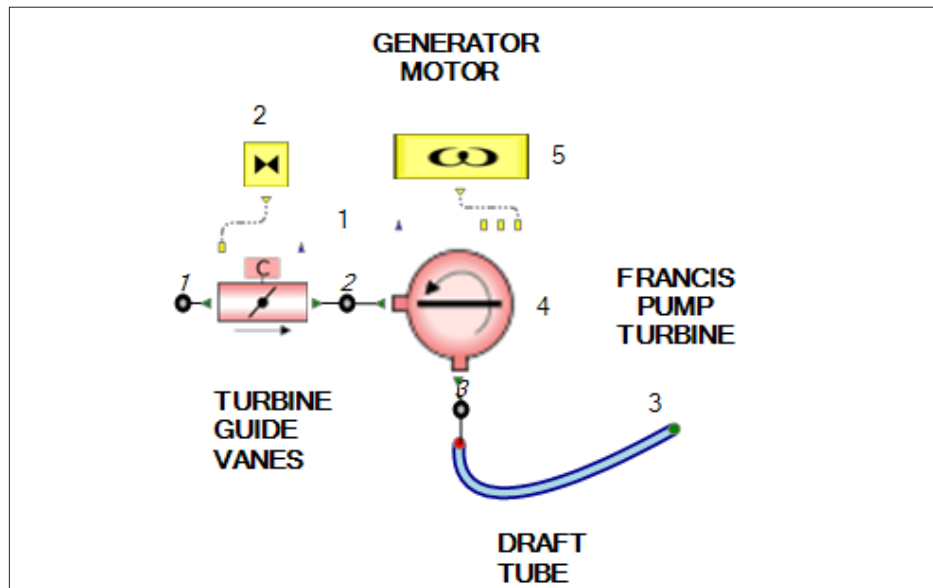 GENERATOR
MOTOR
2
5
1
C
1
2
4
FRANCIS
PUMP
TURBINE
3
3
TURBINE
GUIDE
VANES
DRAFT
TUBE